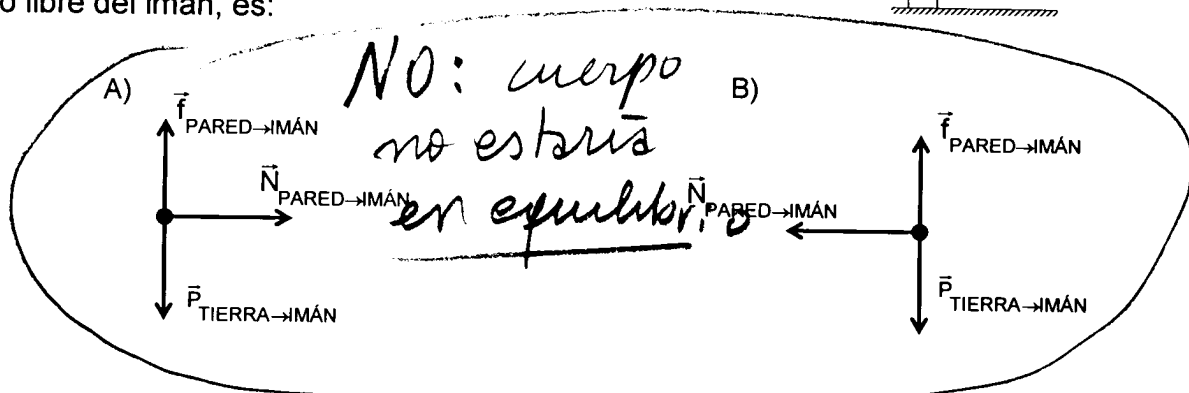 o libre del imán, es:
A)
NO: cuerpo
no estaría
en equilibrio
B)
f⃗ PARED→IMÁN
N⃗ PARED→IMÁN
P⃗ TIERRA→IMÁN
f⃗ PARED→IMÁN
N⃗ PARED→IMÁN
P⃗ TIERRA→IMÁN